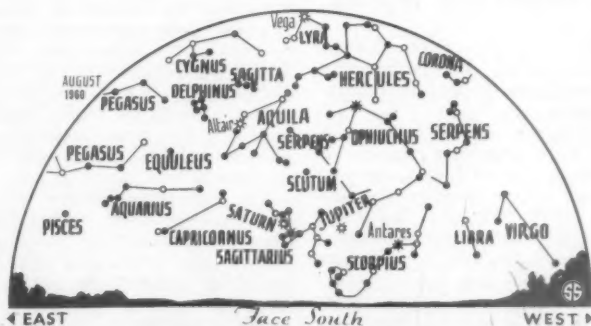 Vega
LYRA
CORONA
CYGNUS
HERCULES
SAGITTA
AUGUST
1960
DELPHINUS
PEGASUS
AQUILA
Altair
SERPENS
OPHIUCHUS
SERPENS
PEGASUS
EQUULEUS
SCUTUM
AQUARIUS
JUPITER
PISCES
SATURN
Antares
LIBRA
VIRGO
CAPRICORNUS
SAGITTARIUS
SCORPIUS
SS
EAST
Face South
WEST